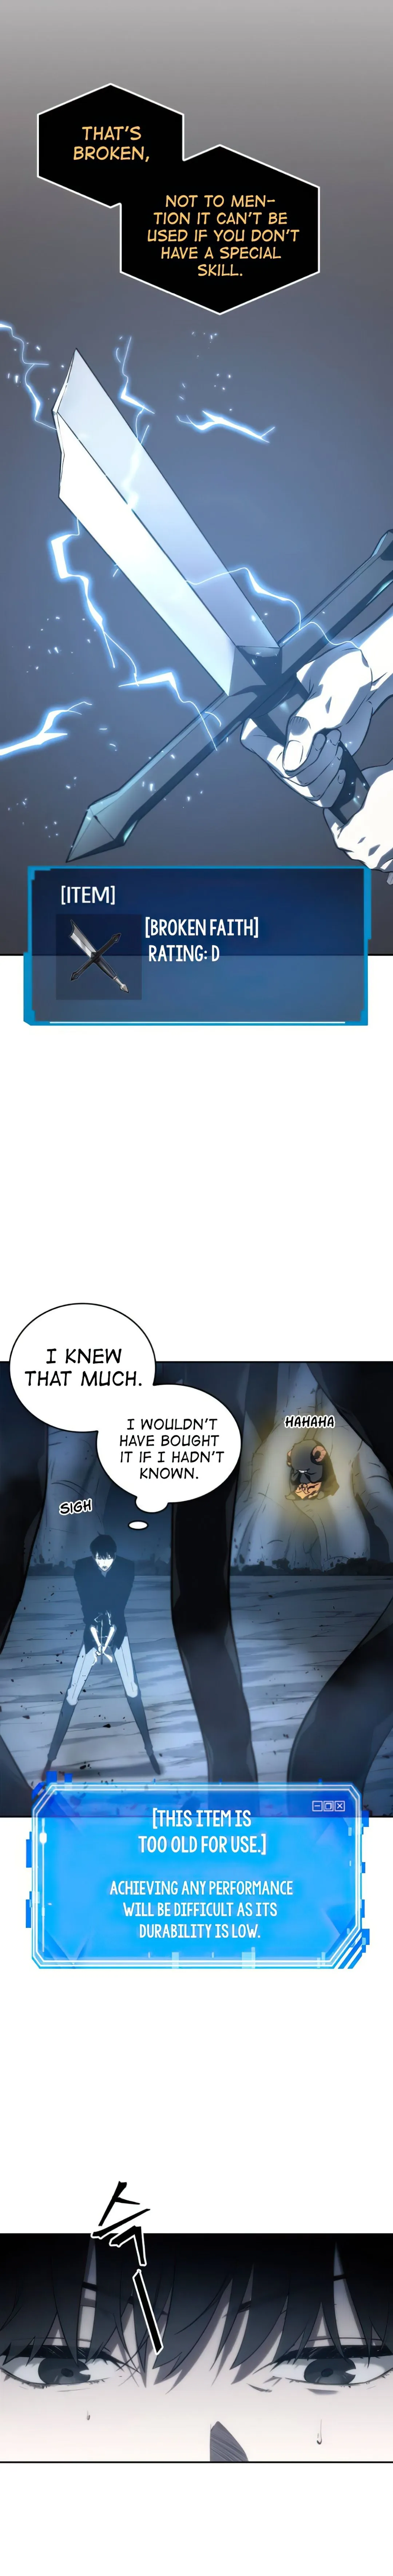 THAT'S
BROKEN,
NOT TO MEN-
TION IT CAN'T BE
USED IF YOU DON'T
HAVE A SPECIAL
SKILL.
[ITEM]
[BROKEN FAITH]
RATING: D
I KNEW
THAT MUCH.
I WOULDN'T
HAVE BOUGHT
IT IF I HADN'T
KNOWN.
HAHAHA
SIGH
[THIS ITEM IS
TOO OLD FOR USE.]
ACHIEVING ANY PERFORMANCE
WILL BE DIFFICULT AS ITS
DURABILITY IS LOW.
슥